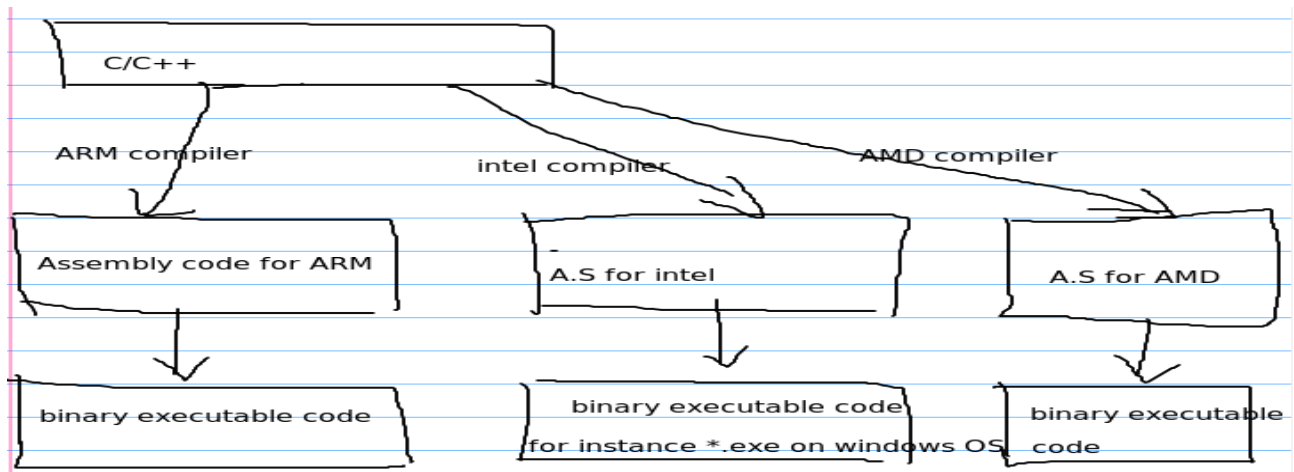 C/C++
ARM compiler
intel compiler
AMD compiler
Assembly code for ARM
A.S for intel
A.S for AMD
binary executable code
binary executable code
for instance *.exe on windows OS
binary executable
code